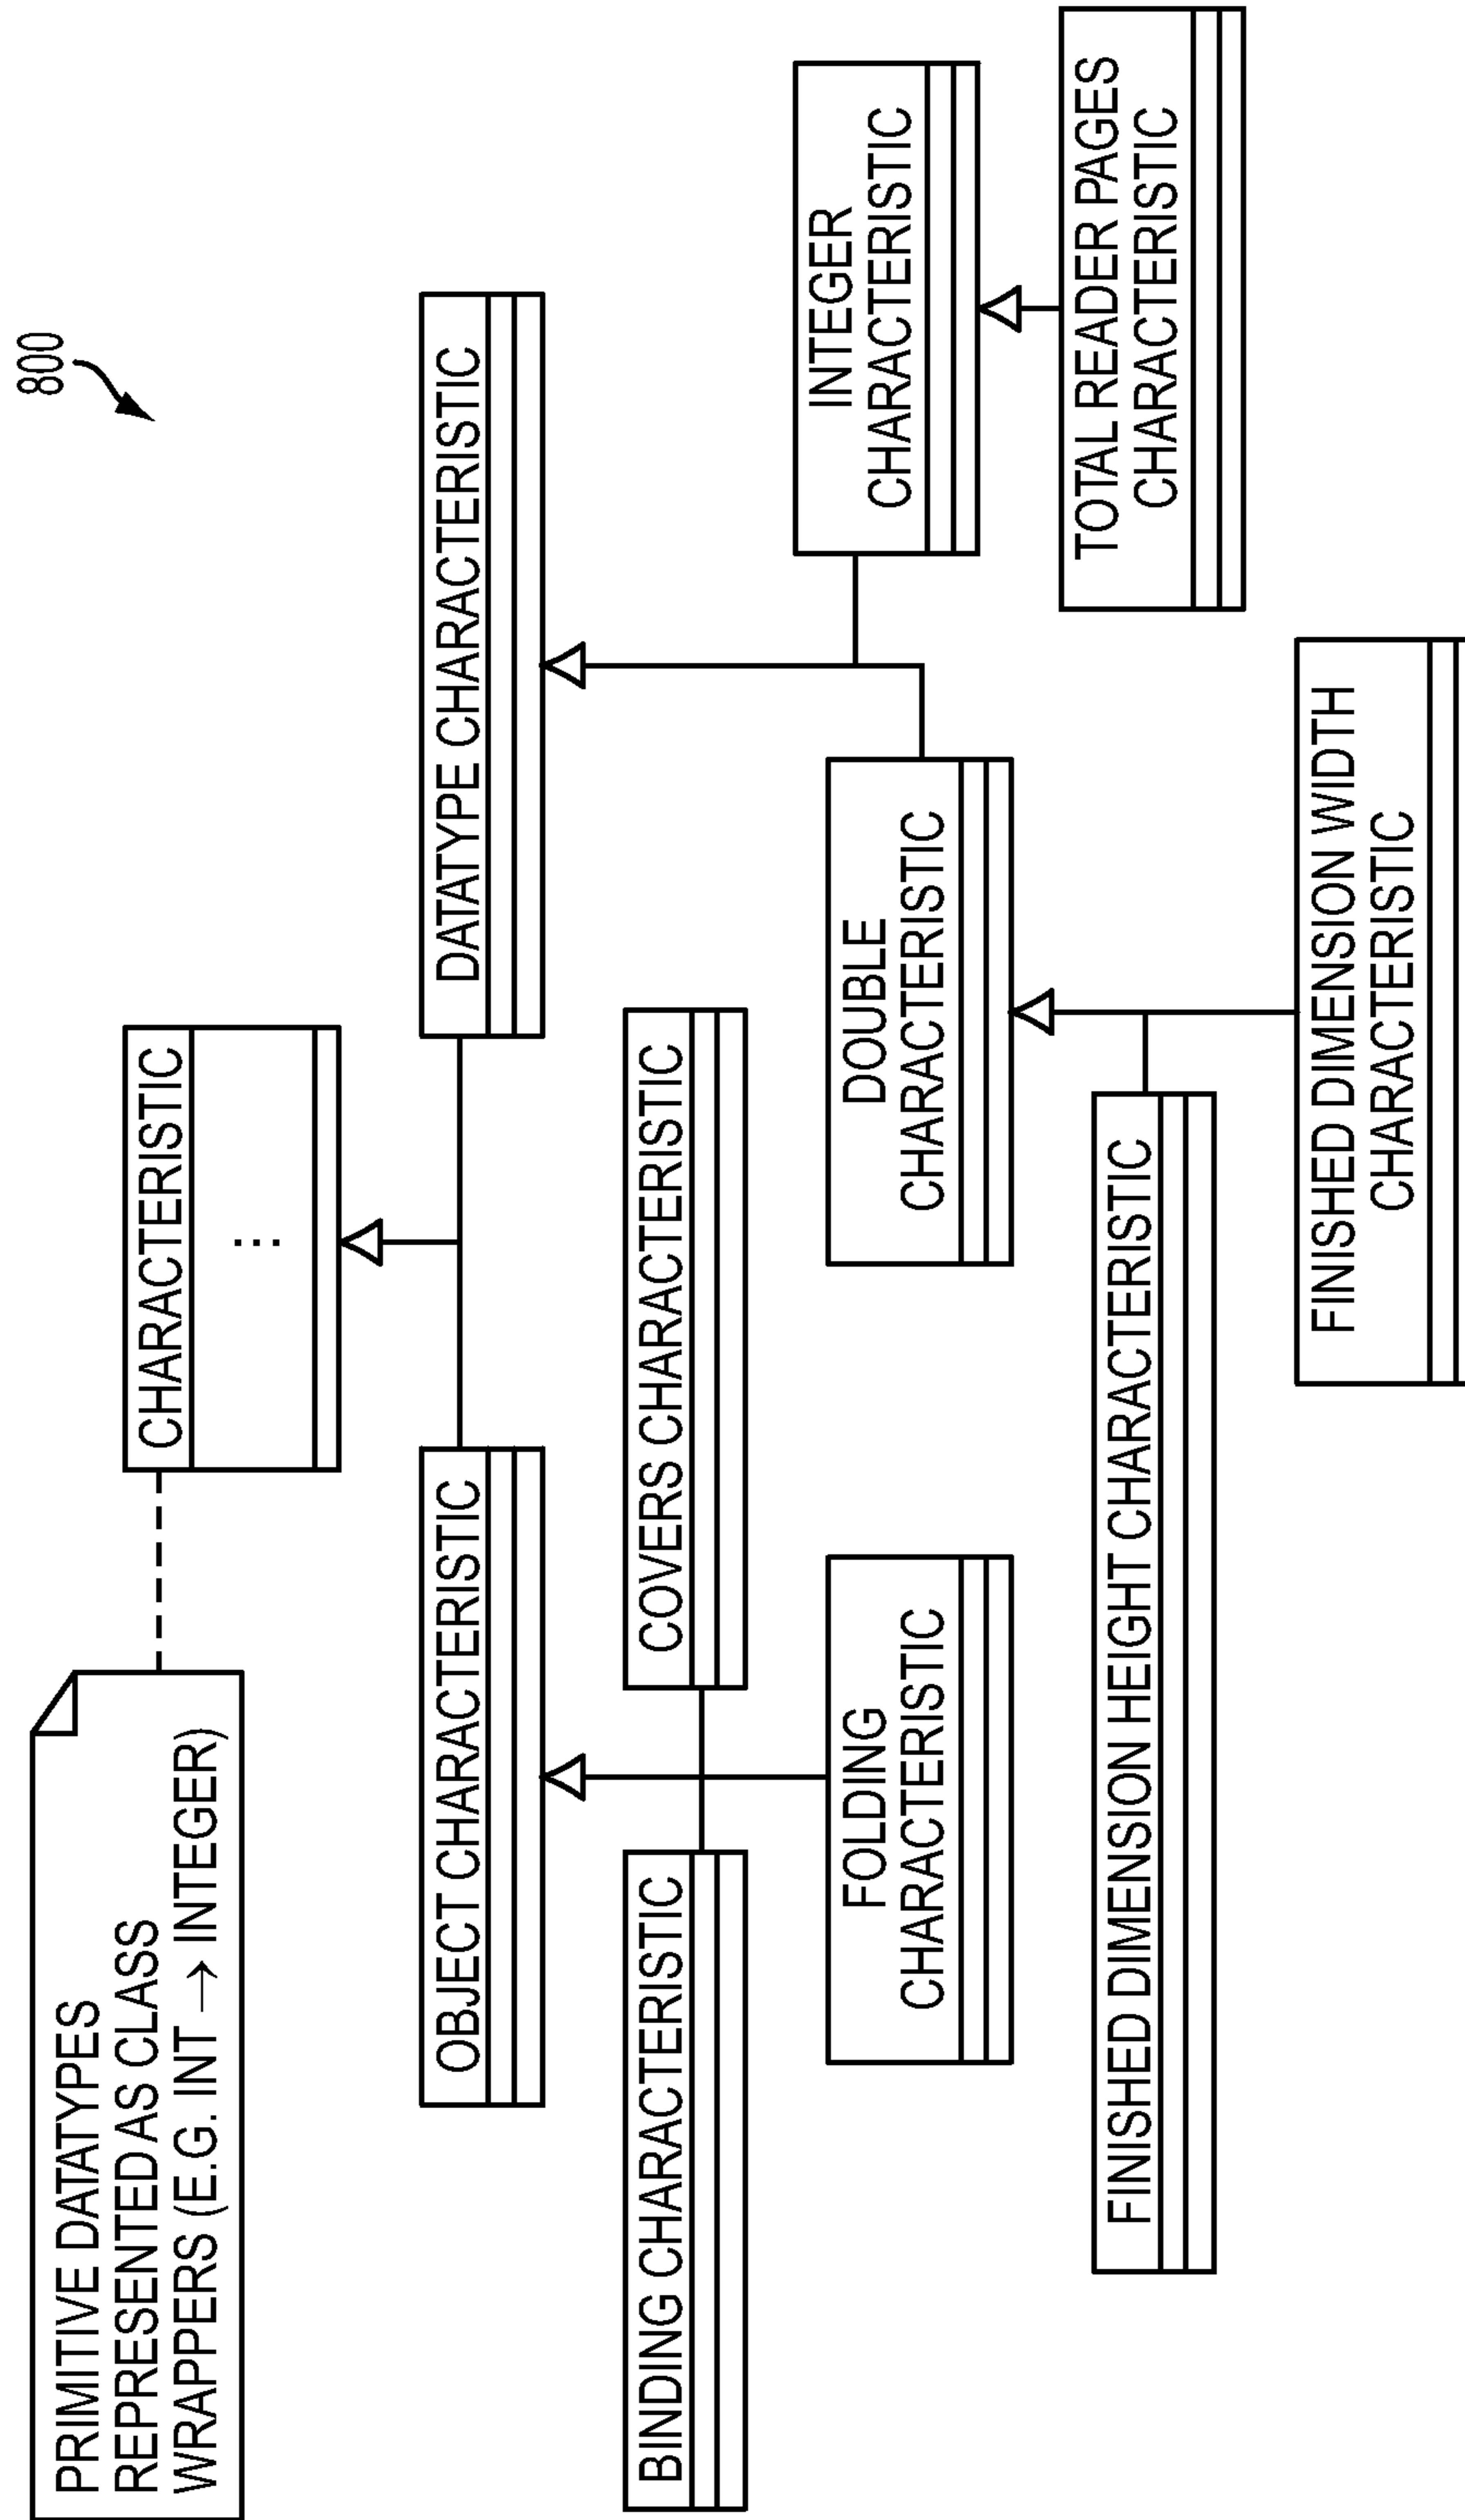 800
PRIMITIVE DATATYPES
REPRESENTED AS CLASS
WRAPPERS (E.G. INT → INTEGER)
CHARACTERISTIC
...
OBJECT CHARACTERISTIC
DATATYPE CHARACTERISTIC
BINDING CHARACTERISTIC
COVERS CHARACTERISTIC
FOLDING
CHARACTERISTIC
DOUBLE
CHARACTERISTIC
INTEGER
CHARACTERISTIC
FINISHED DIMENSION HEIGHT CHARACTERISTIC
TOTAL READER PAGES
CHARACTERISTIC
FINISHED DIMENSION WIDTH
CHARACTERISTIC